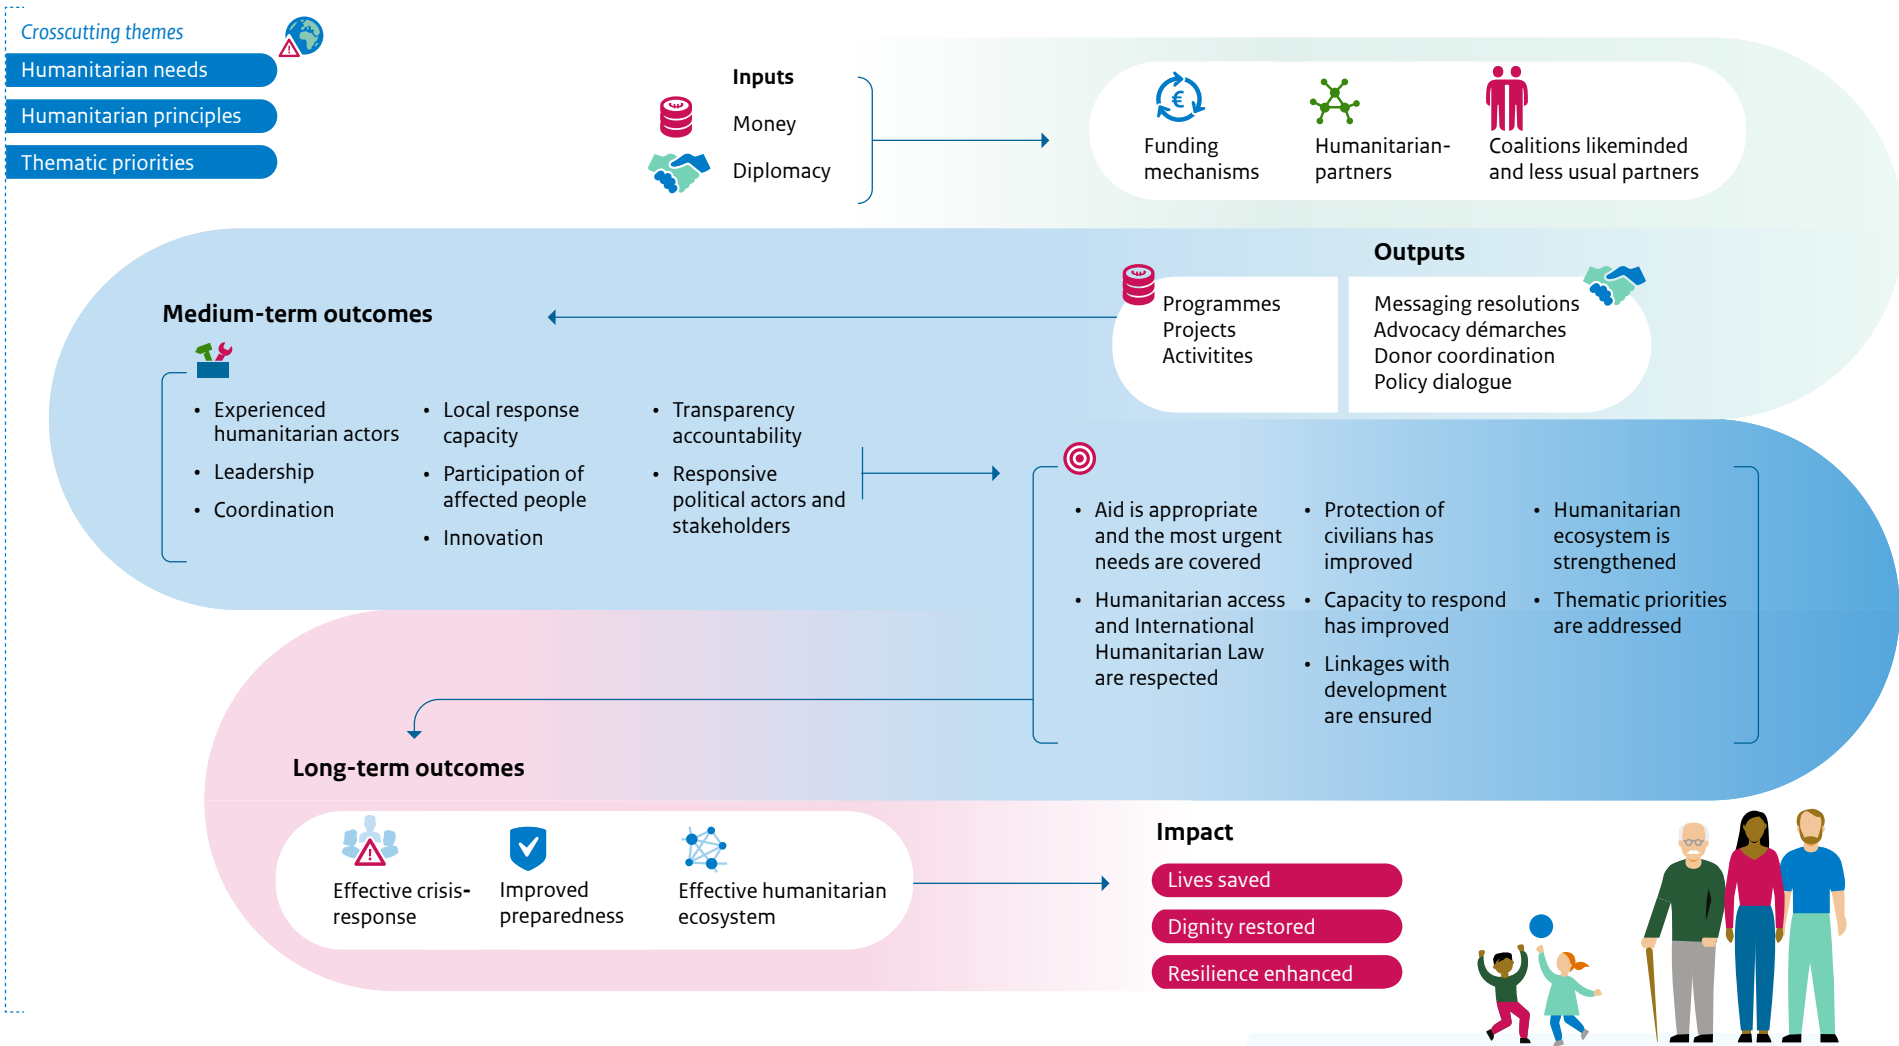 Crosscutting themes
Humanitarian needs
Humanitarian principles
Thematic priorities
Inputs
Money
Diplomacy
€
Funding
mechanisms
Humanitarian-
partners
Coalitions likeminded
and less usual partners
Outputs
Programmes
Projects
Activitites
Messaging resolutions
Advocacy démarches
Donor coordination
Policy dialogue
Medium-term outcomes
• Experienced
humanitarian actors
• Leadership
• Coordination
• Local response
capacity
• Participation of
affected people
• Innovation
• Transparency
accountability
• Responsive
political actors and
stakeholders
• Aid is appropriate
and the most urgent
needs are covered
• Humanitarian access
and International
Humanitarian Law
are respected
• Protection of
civilians has
improved
• Capacity to respond
has improved
• Linkages with
development
are ensured
• Humanitarian
ecosystem is
strengthened
• Thematic priorities
are addressed
Long-term outcomes
Effective crisis-
response
Improved
preparedness
Effective humanitarian
ecosystem
Impact
Lives saved
Dignity restored
Resilience enhanced